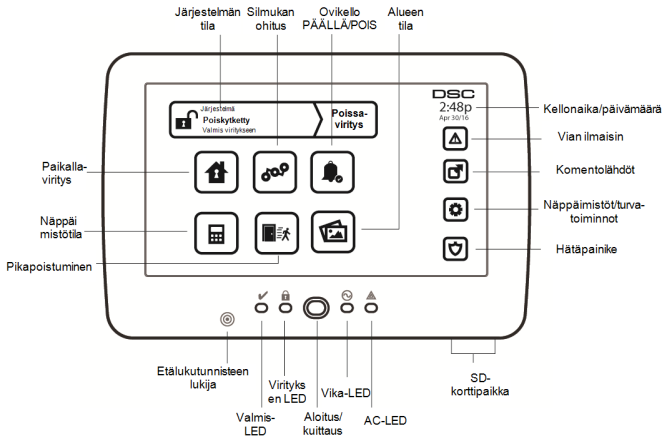 Järjestelmän
tila
Silmukan
ohitus
Ovikello
PÄÄLLÄ/POIS
Alueen
tila
Järjestelmä
Poiskytketty
Valmis viritykseen
Poissa-
viritys
DSC
2:48p
Apr 30/16
Kellonaika/päivämäärä
Vian ilmaisin
Paikalla-
viritys
Komentolähdöt
Näppäi
mistötila
Näppäimistöt/turva-
toiminnot
Pikapoistuminen
Hätäpainike
Etälukutunnisteen
lukija
Valmis-
LED
Virityks
en LED
Aloitus/
kuittaus
Vika-LED
AC-LED
SD-
korttipaikka